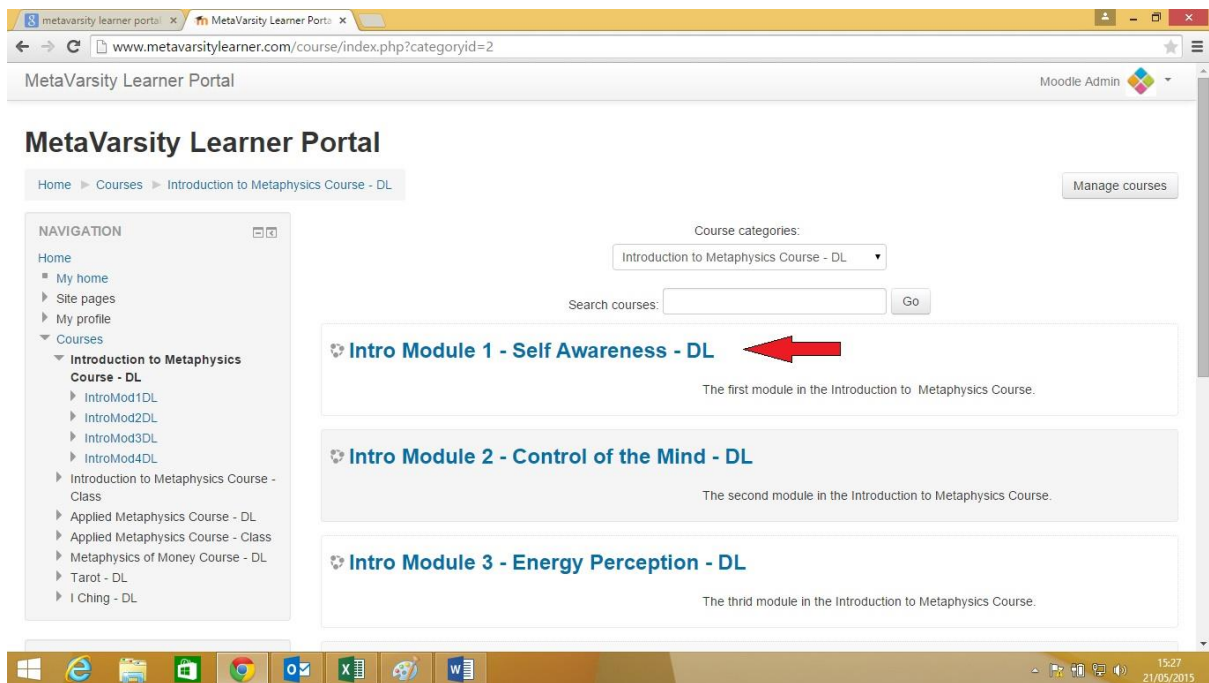 metavarsity learner portal
MetaVarsity Learner Porta
www.metavarsitylearner.com/course/index.php?categoryid=2
MetaVarsity Learner Portal
Moodle Admin
MetaVarsity Learner Portal
Home Courses Introduction to Metaphysics Course - DL
Manage courses
NAVIGATION
Home
My home
Site pages
My profile
Courses
Introduction to Metaphysics
Course - DL
IntroMod1DL
IntroMod2DL
IntroMod3DL
IntroMod4DL
Introduction to Metaphysics Course -
Class
Applied Metaphysics Course - DL
Applied Metaphysics Course - Class
Metaphysics of Money Course - DL
Tarot - DL
I Ching - DL
Course categories:
Introduction to Metaphysics Course - DL
Search courses:
Go
Intro Module 1 - Self Awareness - DL
The first module in the Introduction to Metaphysics Course.
Intro Module 2 - Control of the Mind - DL
The second module in the Introduction to Metaphysics Course.
Intro Module 3 - Energy Perception - DL
The thrid module in the Introduction to Metaphysics Course.
15:27
21/05/2015